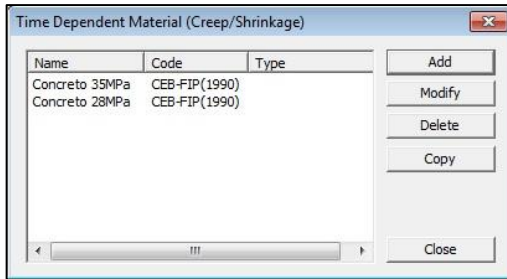 Time Dependent Material (Creep/Shrinkage)
Name Code Type
Concreto 35MPa CEB-FIP(1990)
Concreto 28MPa CEB-FIP(1990)
Add
Modify
Delete
Copy
Close